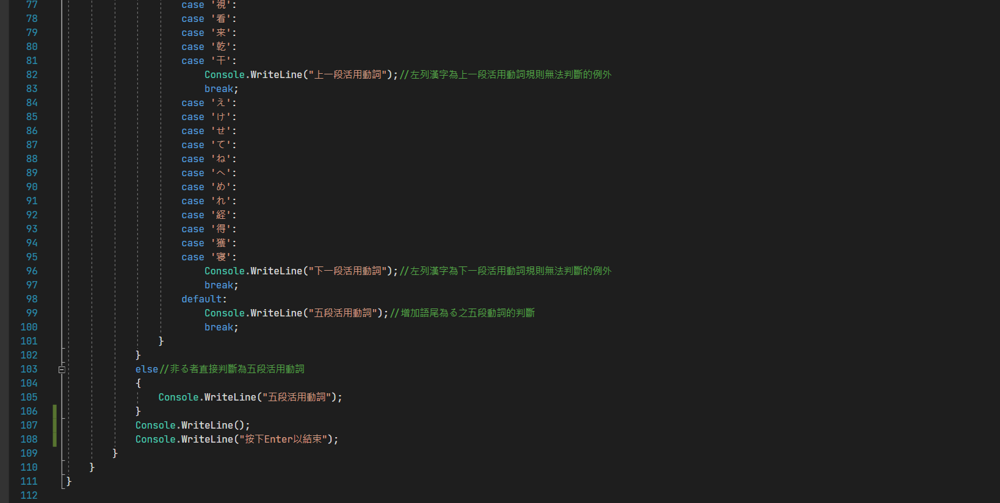 77 case '視':
78 case '看':
79 case '来':
80 case '乾':
81 case '干':
82 Console.WriteLine("上一段活用動詞");//左列漢字為上一段活用動詞規則無法判斷的例外
83 break;
84 case 'え':
85 case 'け':
86 case 'せ':
87 case 'て':
88 case 'ね':
89 case 'へ':
90 case 'め':
91 case 'れ':
92 case '経':
93 case '得':
94 case '獲':
95 case '寝':
96 Console.WriteLine("下一段活用動詞");//左列漢字為下一段活用動詞規則無法判斷的例外
97 break;
98 default:
99 Console.WriteLine("五段活用動詞");//增加語尾為る之五段動詞的判斷
100 break;
101 }
102 }
103 else//非る者直接判斷為五段活用動詞
104 {
105 Console.WriteLine("五段活用動詞");
106 }
107 Console.WriteLine();
108 Console.WriteLine("按下Enter以結束");
109 }
110 }
111 }
112